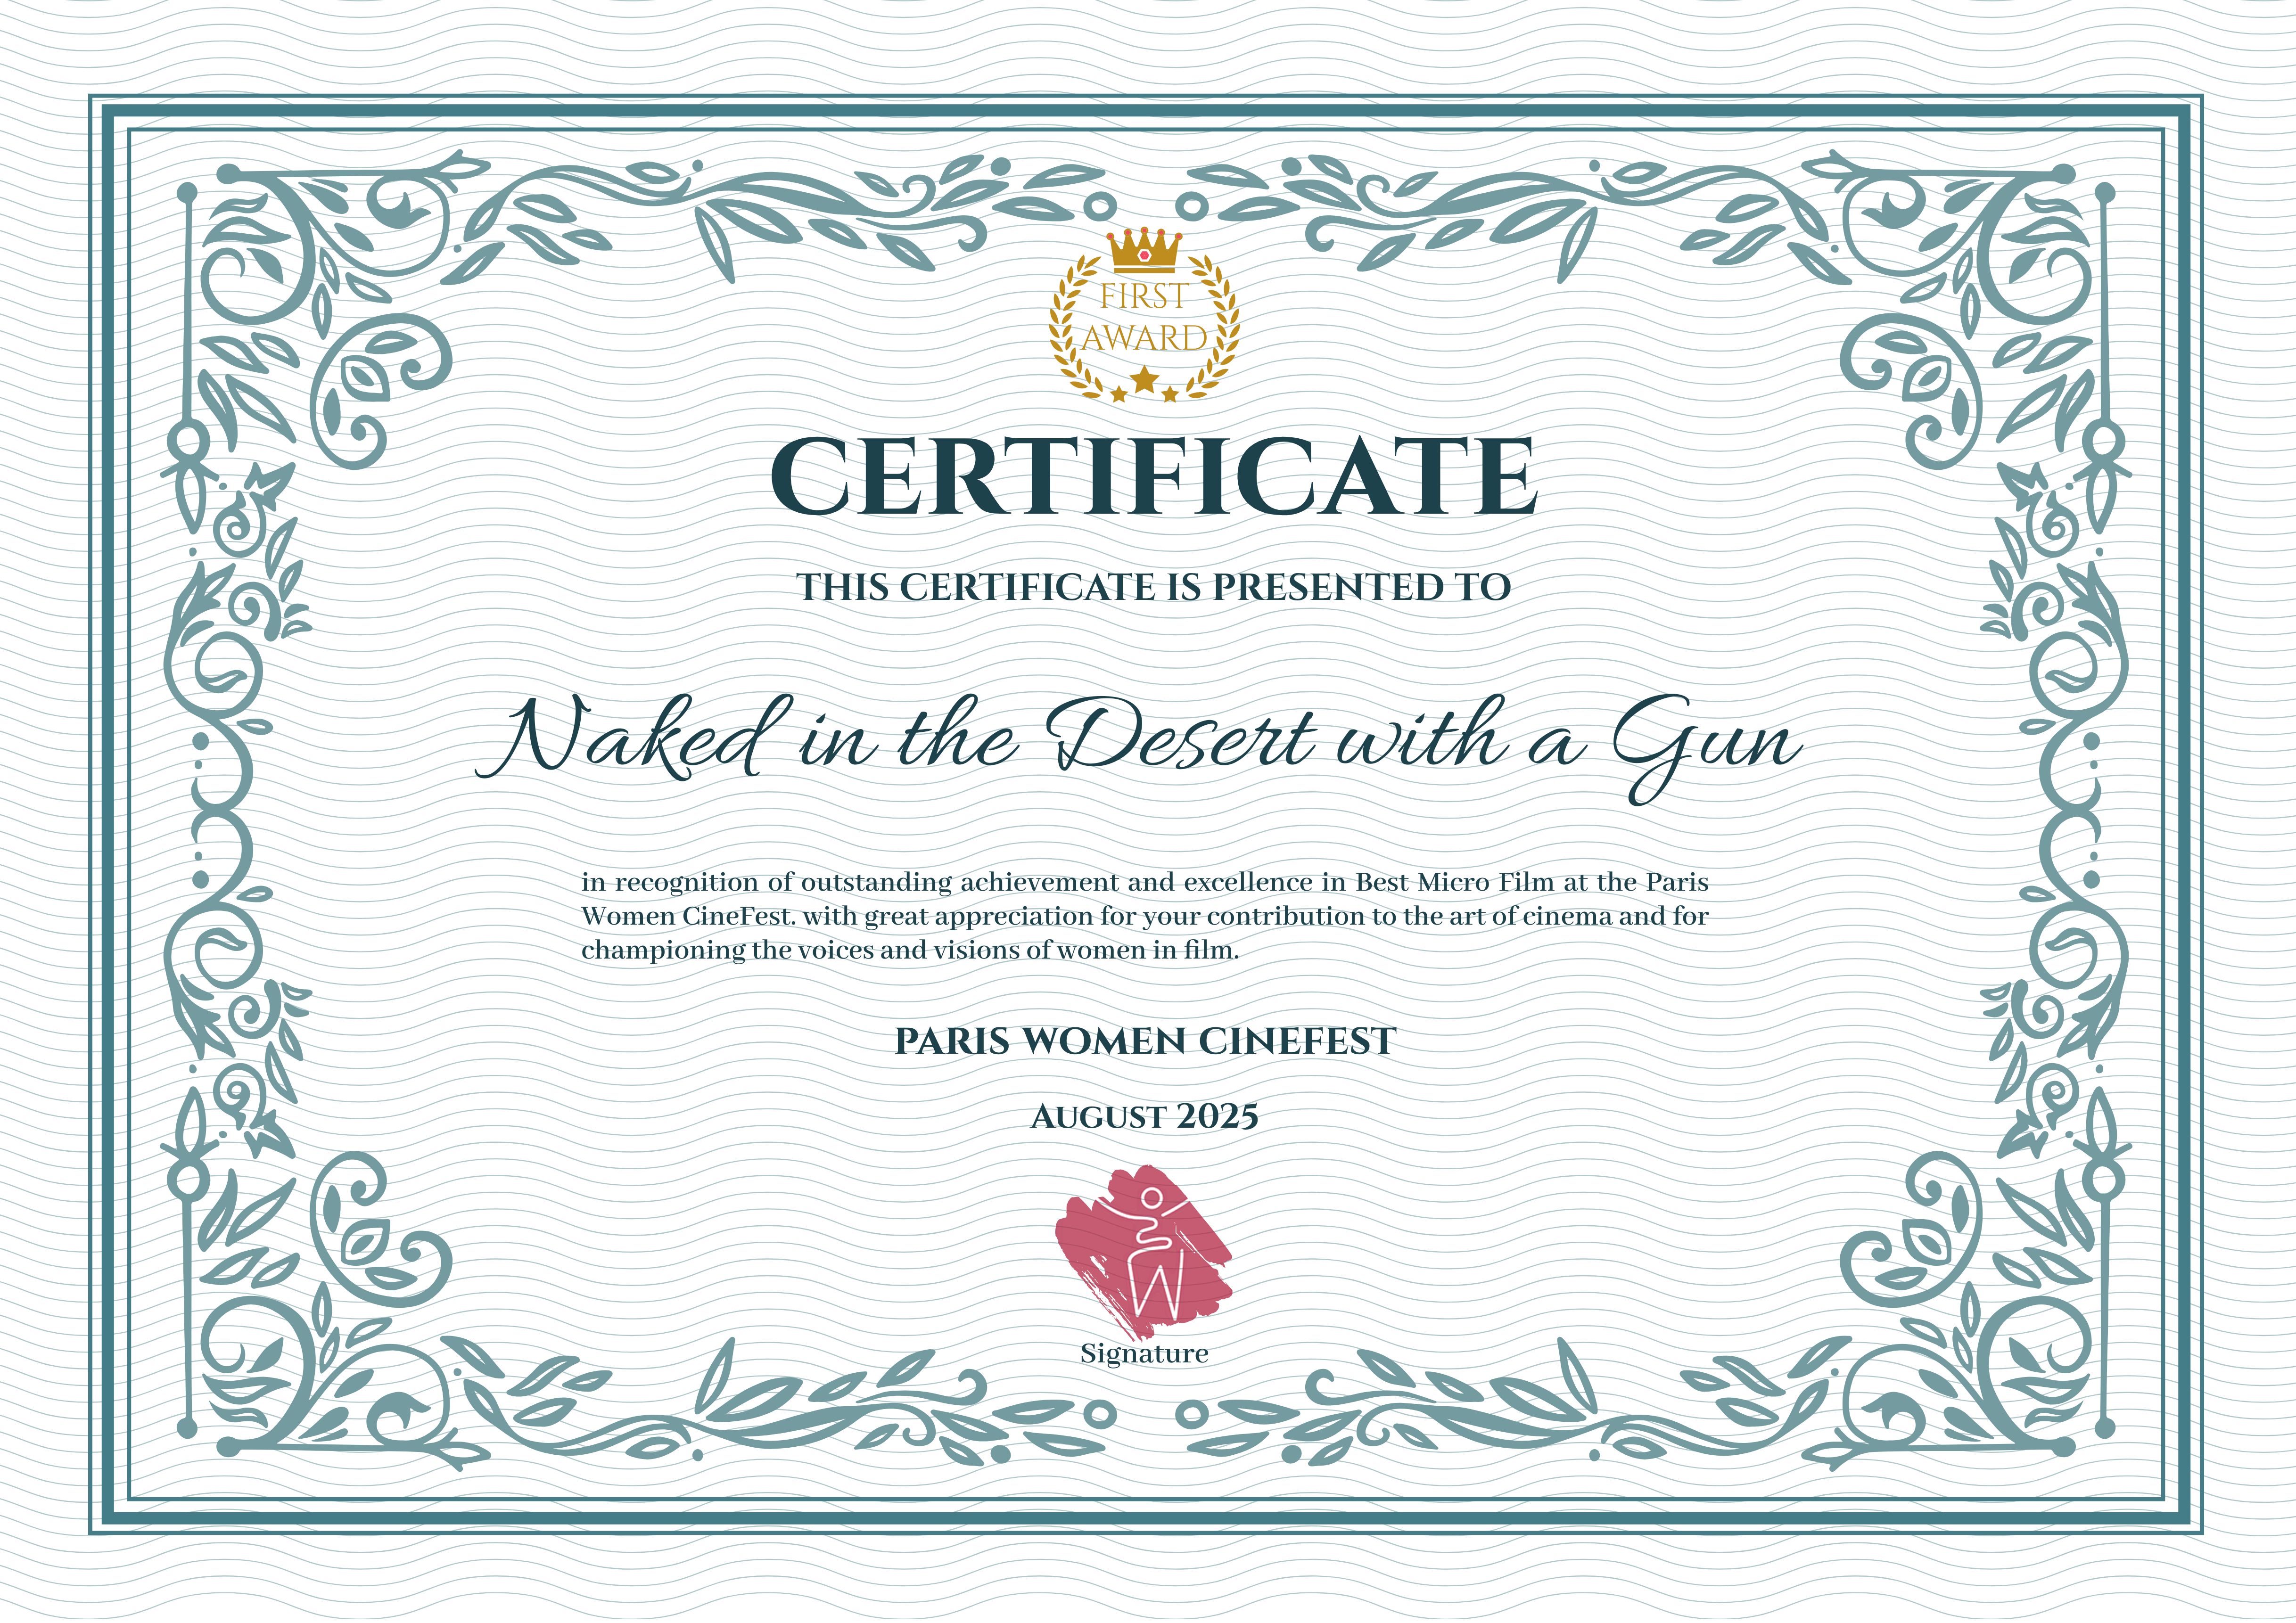 FIRST
AWARD
CERTIFICATE
THIS CERTIFICATE IS PRESENTED TO
Naked in the Desert with a Gun
in recognition of outstanding achievement and excellence in Best Micro Film at the Paris
Women CineFest. with great appreciation for your contribution to the art of cinema and for
championing the voices and visions of women in film.
PARIS WOMEN CINEFEST
AUGUST 2025
W
Signature